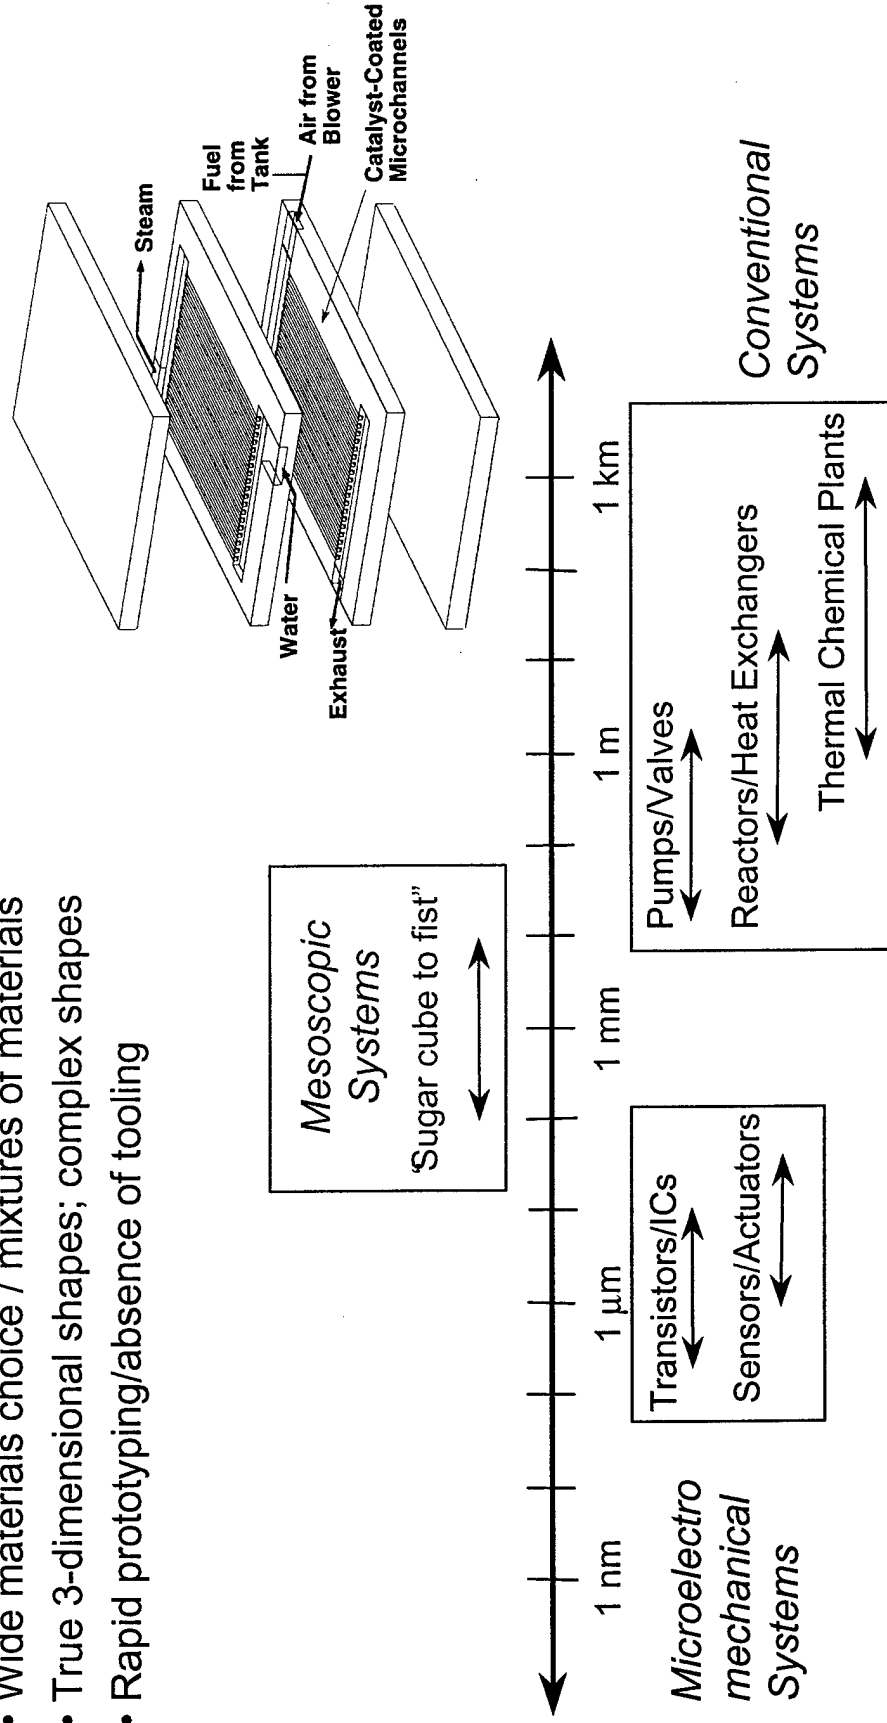 • Wide materials choice / mixtures of materials
• True 3-dimensional shapes; complex shapes
• Rapid prototyping/absence of tooling
Steam
Fuel
from
Tank
Air from
Blower
Catalyst-Coated
Microchannels
Water
Exhaust
Mesoscopic
Systems
"Sugar cube to fist"
1 nm
1 μm
1 mm
1 m
1 km
Microelectro
mechanical
Systems
Transistors/ICs
Sensors/Actuators
Pumps/Valves
Reactors/Heat Exchangers
Thermal Chemical Plants
Conventional
Systems